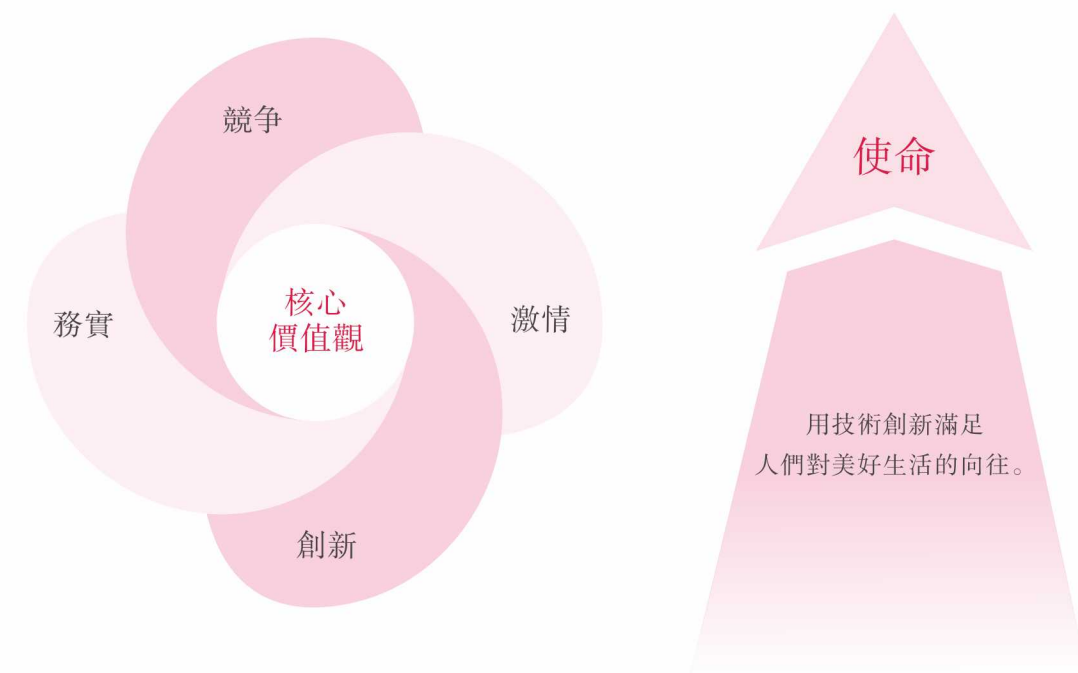 競争
務實
核心
價值觀
激情
創新
使命
用技術創新滿足
人們對美好生活的向往。